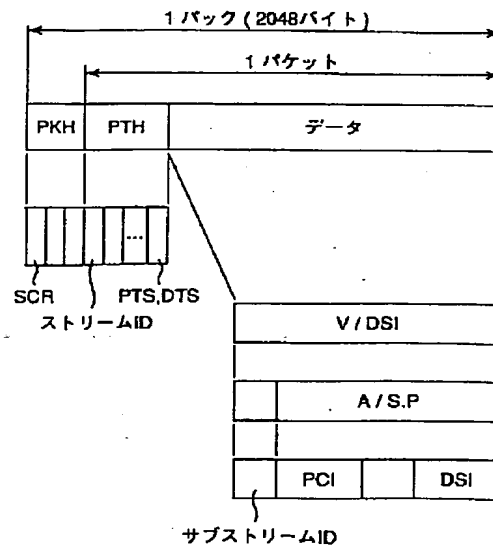 1 パック (2048バイト)
1 パケット
PKH PTH データ
...
SCR PTS,DTS
ストリームID
V / DSI
A / S.P
PCI DSI
サブストリームID